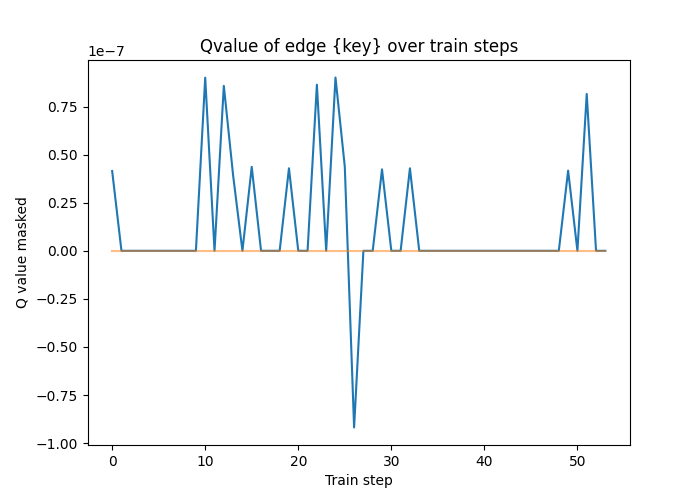 Qvalue of edge {key} over train steps
1e−7
0.75
0.50
0.25
0.00
−0.25
−0.50
−0.75
−1.00
Q value masked
0 10 20 30 40 50
Train step